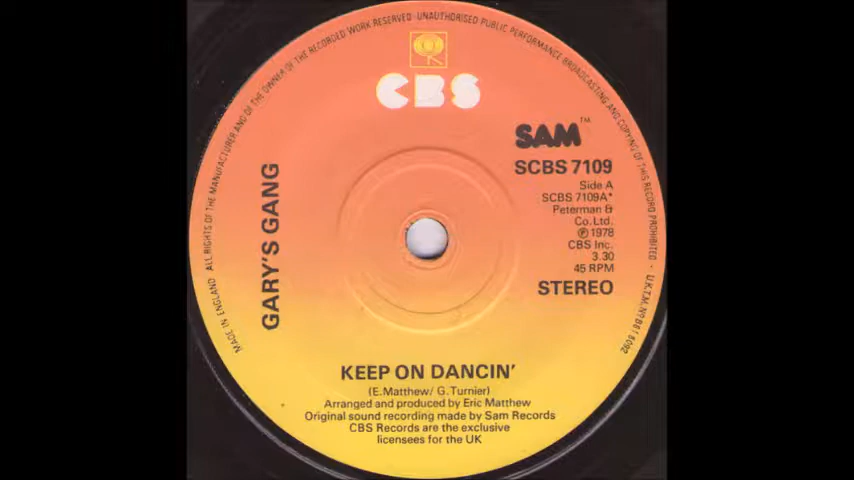 ALL RIGHTS OF THE MANUFACTURER AND OF THE OWNER OF THE RECORDED WORK RESERVED · UNAUTHORISED PUBLIC PERFORMANCE BROADCASTING AND COPYING OF THIS RECORD PROHIBITED · U.K.T.M. Nº 861 8092
CBS
SAM™
SCBS 7109
Side A
SCBS 7109A*
Peterman &
Co. Ltd.
℗ 1978
CBS Inc.
3.30
45 RPM
STEREO
GARY'S GANG
MADE IN ENGLAND
KEEP ON DANCIN'
(E. Matthew/ G. Turnier)
Arranged and produced by Eric Matthew
Original sound recording made by Sam Records
CBS Records are the exclusive
licensees for the UK